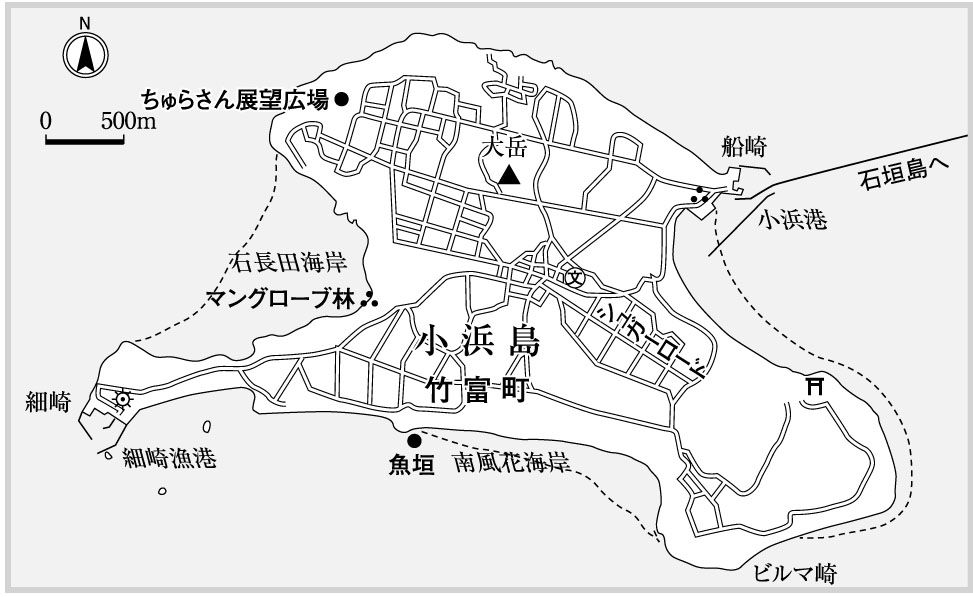 N
ちゅらさん展望広場
0 500m
大岳
船崎
石垣島へ
小浜港
石長田海岸
マングローブ林
文
シュガーロード
小浜島
竹富町
細崎
細崎漁港
魚垣
南風花海岸
ビルマ崎